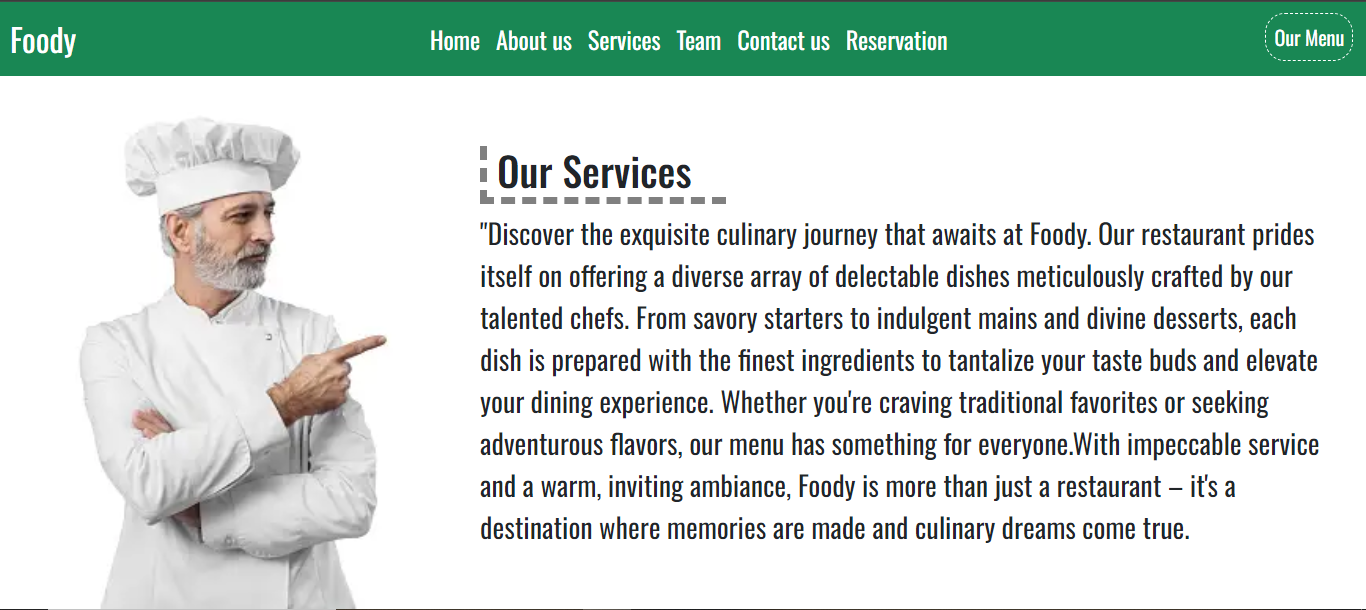 Foody
Home About us Services Team Contact us Reservation
Our Menu
Our Services
"Discover the exquisite culinary journey that awaits at Foody. Our restaurant prides
itself on offering a diverse array of delectable dishes meticulously crafted by our
talented chefs. From savory starters to indulgent mains and divine desserts, each
dish is prepared with the finest ingredients to tantalize your taste buds and elevate
your dining experience. Whether you're craving traditional favorites or seeking
adventurous flavors, our menu has something for everyone.With impeccable service
and a warm, inviting ambiance, Foody is more than just a restaurant – it's a
destination where memories are made and culinary dreams come true.